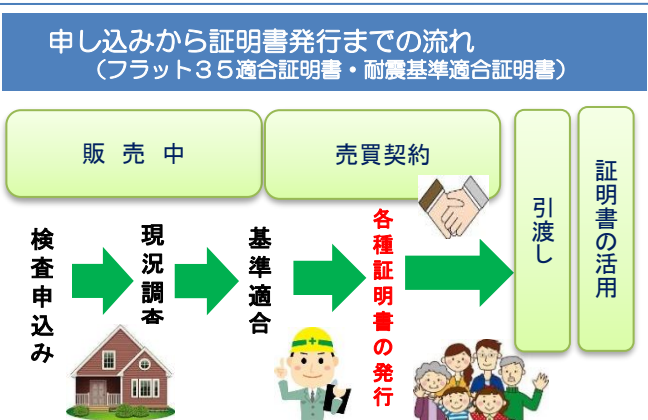 申し込みから証明書発行までの流れ
（フラット３５適合証明書・耐震基準適合証明書）
販 売 中
売買契約
引渡し
証明書の活用
検査申込み
現況調査
基準適合
各種証明書の発行